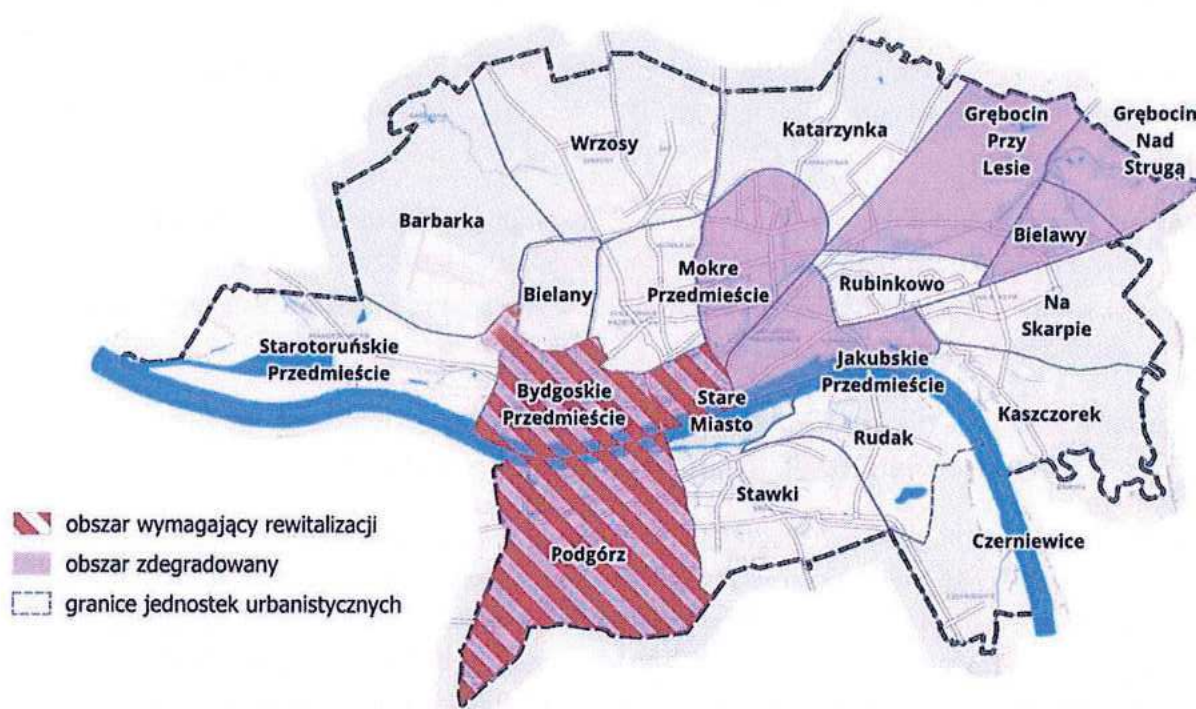 Grębocin
Przy
Lesie
Grębocin
Nad
Strugą
Katarzynka
Wrzosy
Barbarka
Bielawy
Mokre
Przedmieście
Rubinkowo
Bielany
Na
Skarpie
Starotoruńskie
Przedmieście
Jakubskie
Przedmieście
Bydgoskie
Przedmieście
Stare
Miasto
Kaszczorek
Rudak
Stawki
Czerniewice
Podgórz
obszar wymagający rewitalizacji
obszar zdegradowany
granice jednostek urbanistycznych